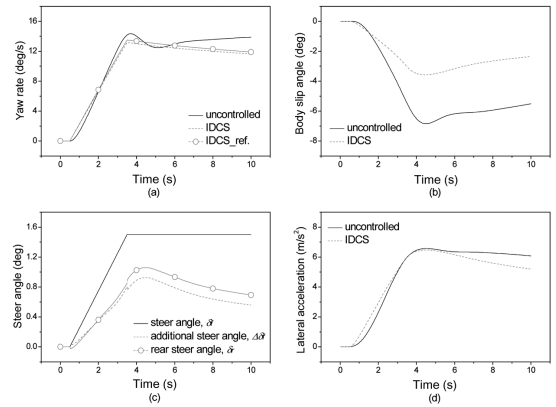 16
12
8
4
0
Yaw rate (deg/s)
uncontrolled
IDCS
IDCS_ref.
0 2 4 6 8 10
Time (s)
(a)
0
-2
-4
-6
-8
Body slip angle (deg)
uncontrolled
IDCS
0 2 4 6 8 10
Time (s)
(b)
1.6
1.2
0.8
0.4
0.0
Steer angle (deg)
steer angle, δf
additional steer angle, Δδf
rear steer angle, δr
0 2 4 6 8 10
Time (s)
(c)
8
6
4
2
0
Lateral acceleration (m/s²)
uncontrolled
IDCS
0 2 4 6 8 10
Time (s)
(d)